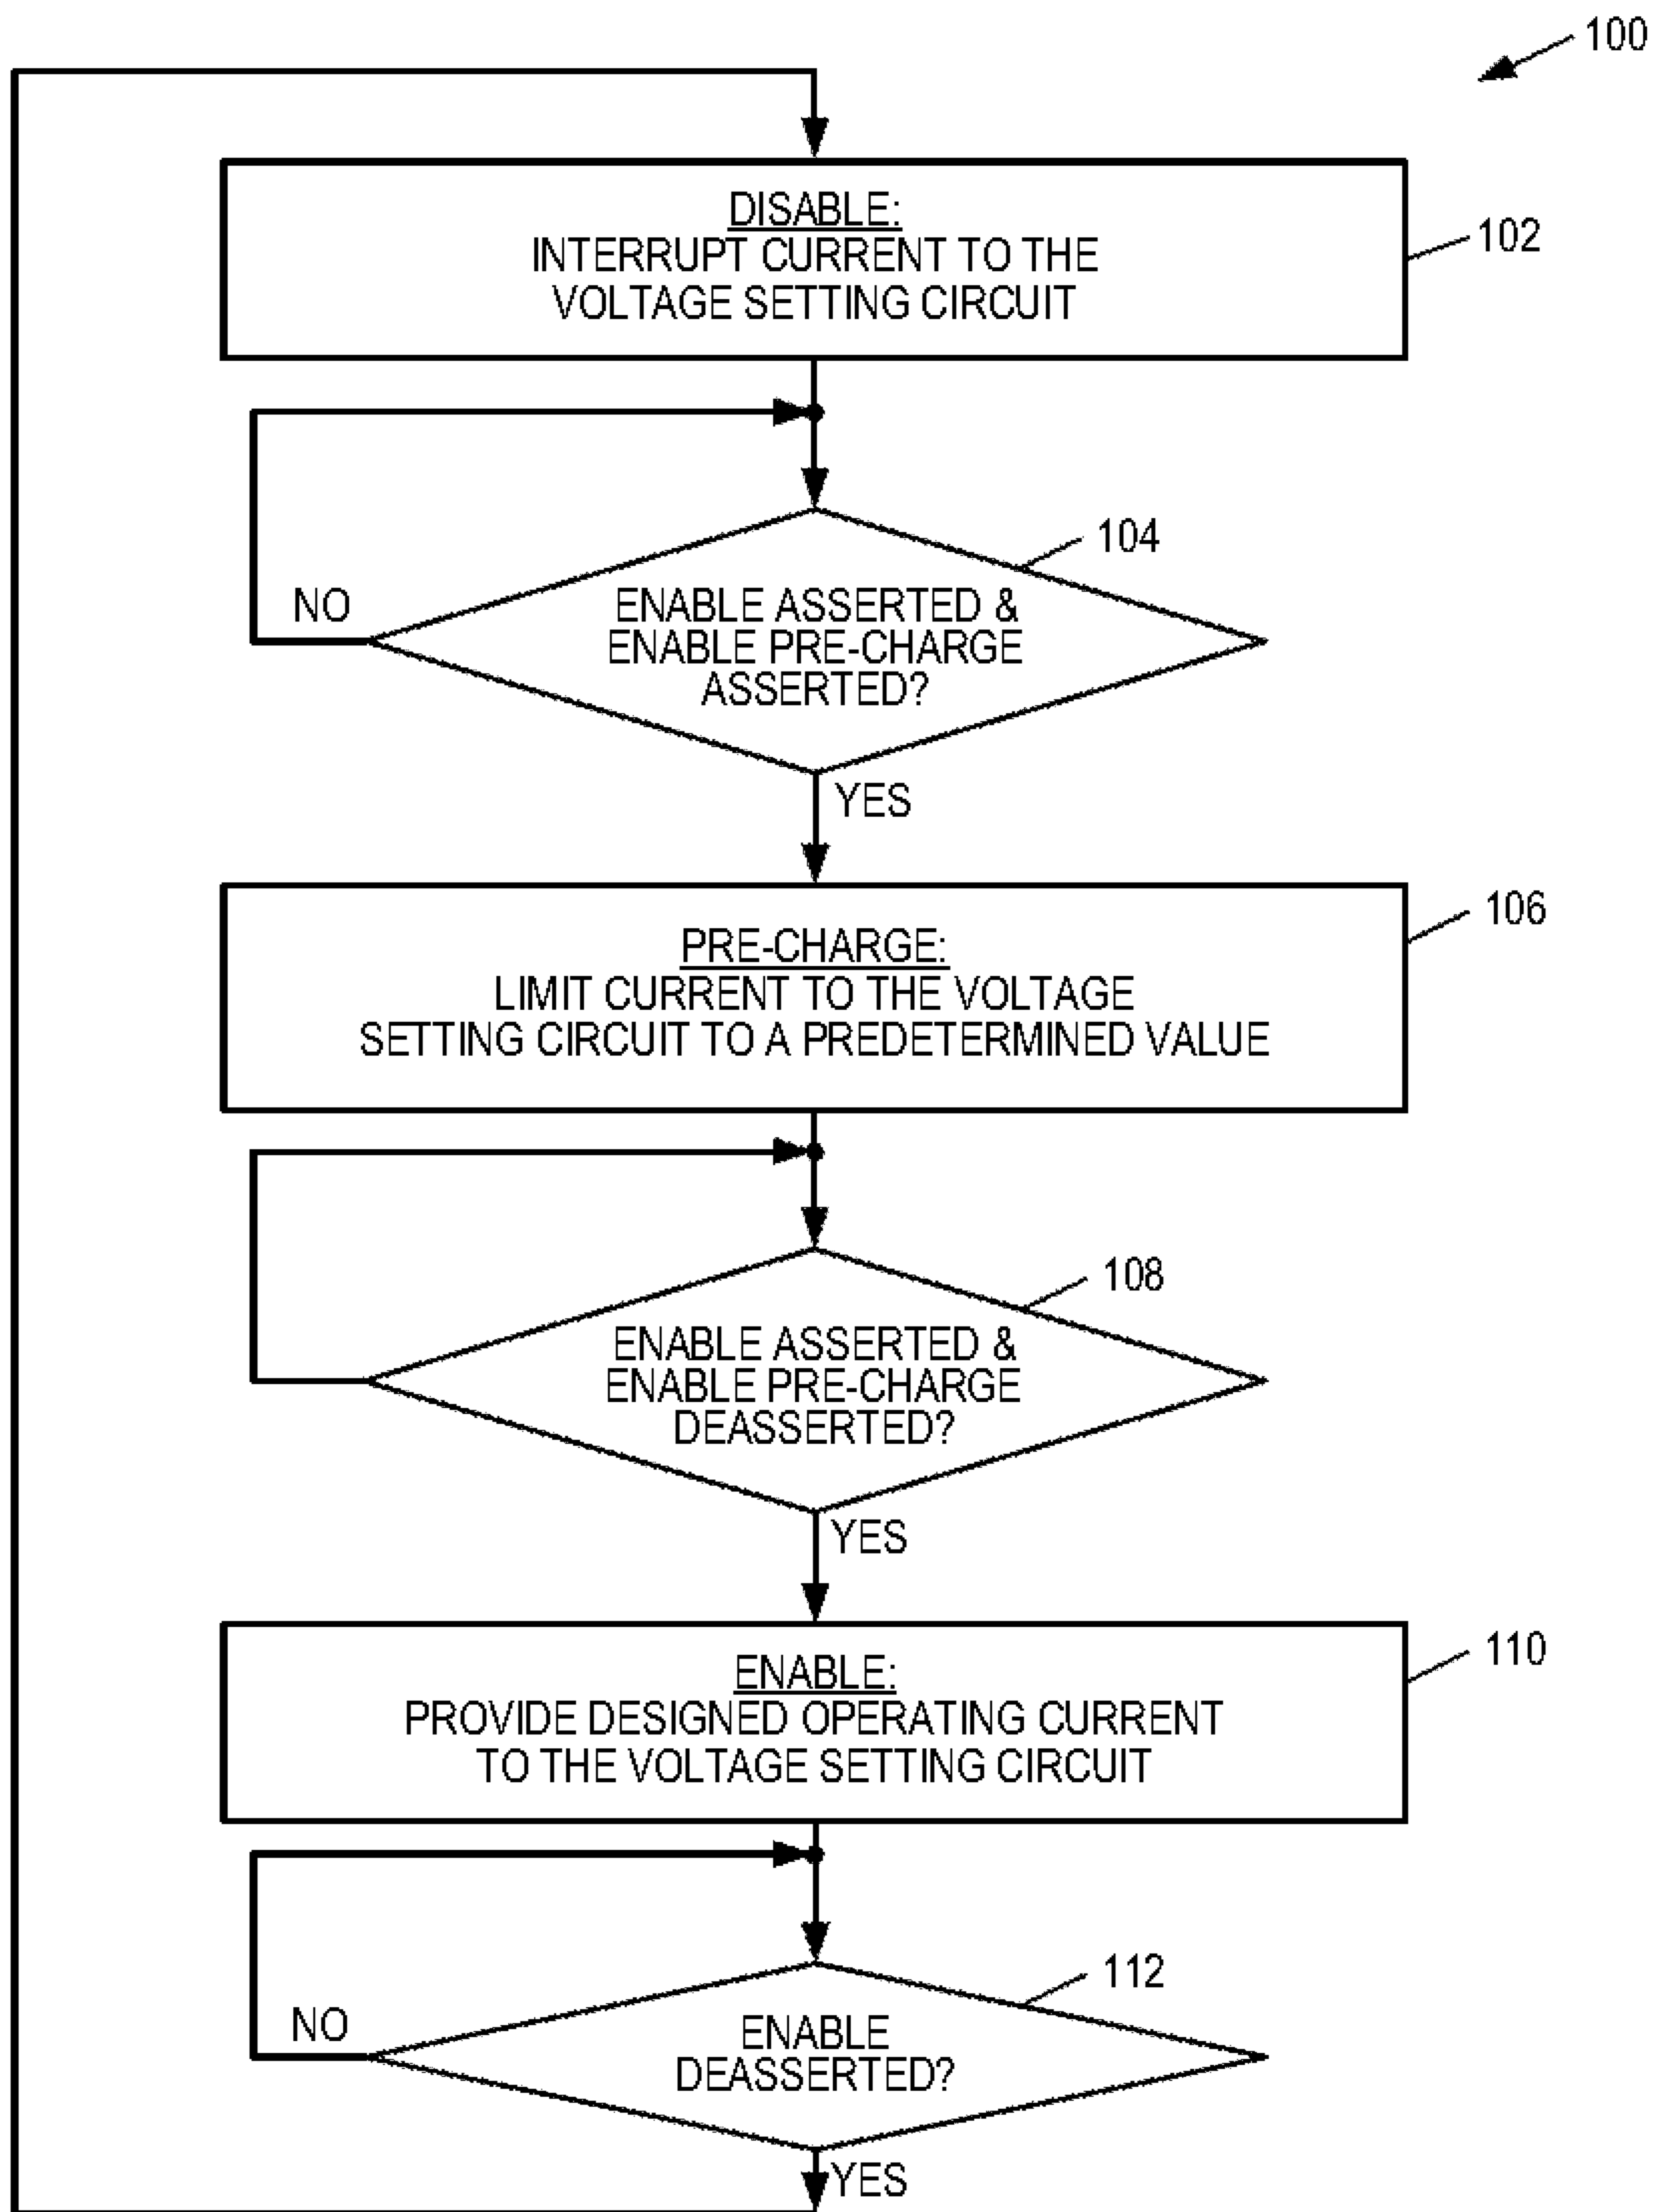 100
DISABLE:
INTERRUPT CURRENT TO THE
VOLTAGE SETTING CIRCUIT
102
104
NO
ENABLE ASSERTED &
ENABLE PRE-CHARGE
ASSERTED?
YES
PRE-CHARGE:
LIMIT CURRENT TO THE VOLTAGE
SETTING CIRCUIT TO A PREDETERMINED VALUE
106
108
ENABLE ASSERTED &
ENABLE PRE-CHARGE
DEASSERTED?
YES
ENABLE:
PROVIDE DESIGNED OPERATING CURRENT
TO THE VOLTAGE SETTING CIRCUIT
110
112
NO
ENABLE
DEASSERTED?
YES